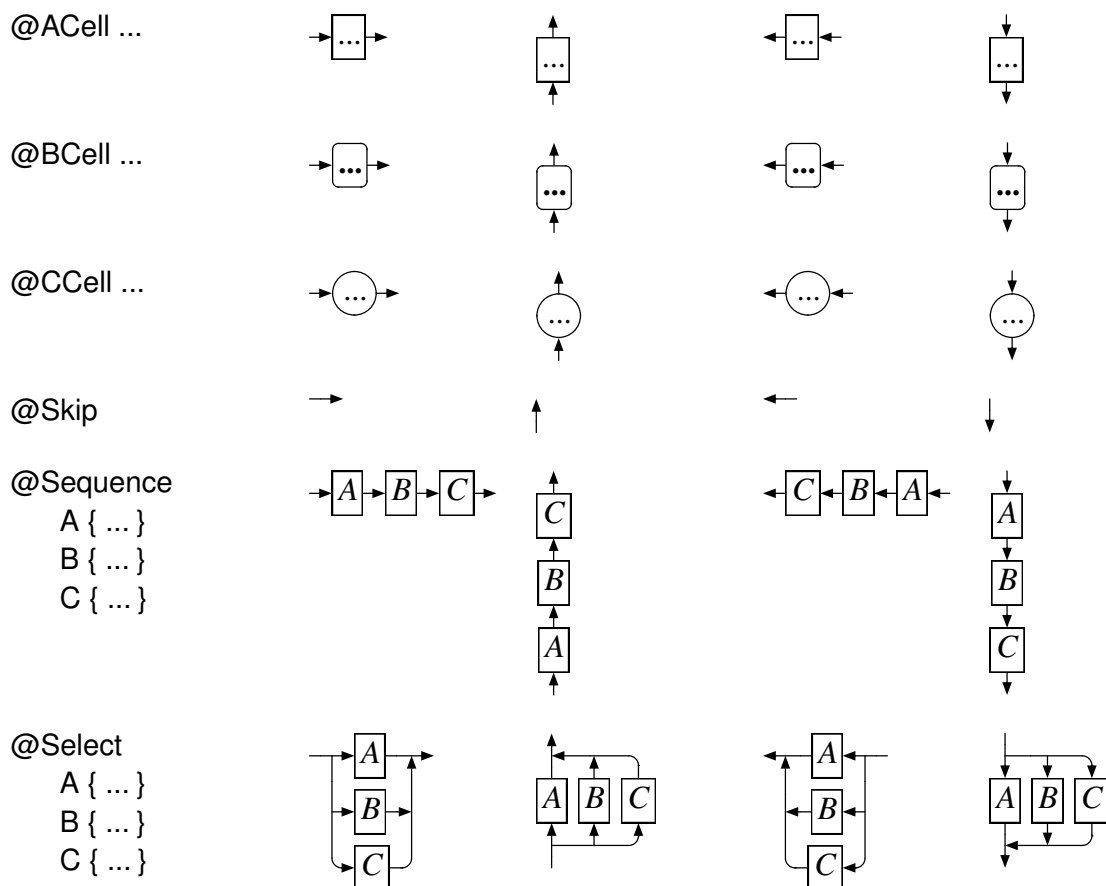 @ACell ...
... ... ... ...
@BCell ...
... ... ... ...
@CCell ...
... ... ... ...
@Skip
@Sequence
A B C C C B A A
A { ... }
B { ... }
B B
C { ... }
A C
@Select
A A
A { ... }
A B C A B C
B { ... }
B B
C { ... }
C C